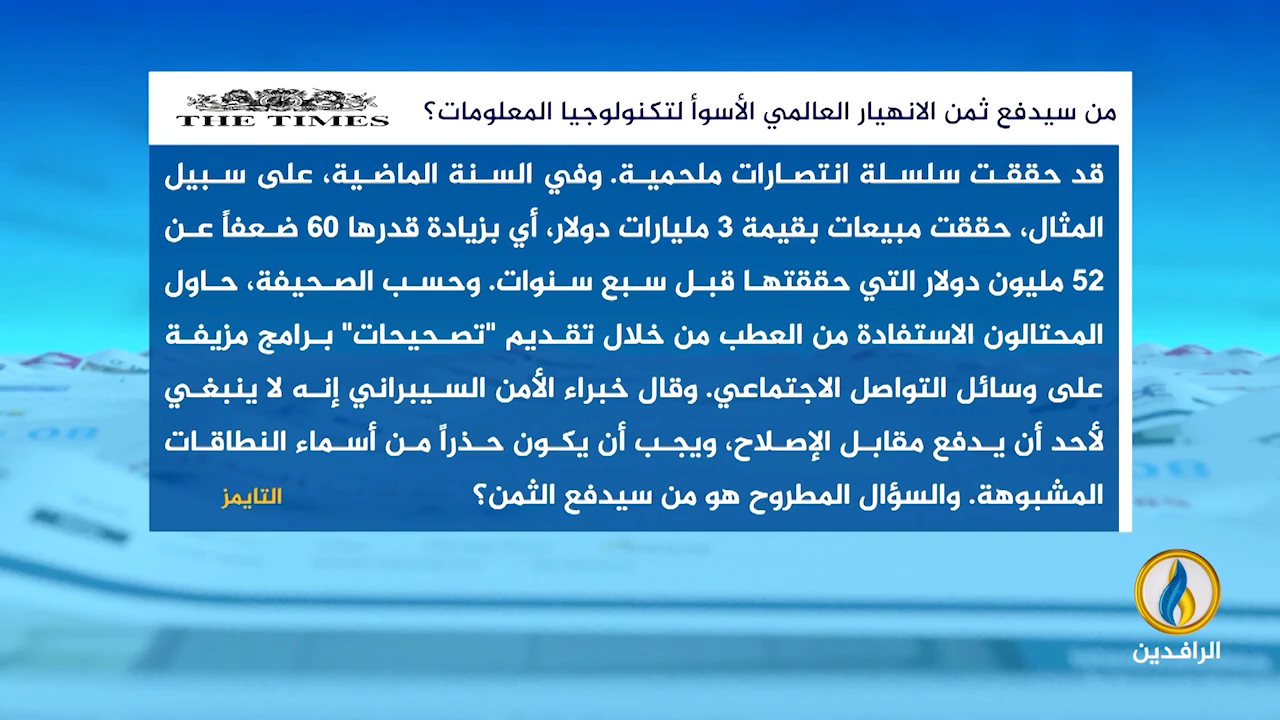 من سيدفع ثمن الانهيار العالمي الأسوأ لتكنولوجيا المعلومات؟
THE TIMES
قد حققت سلسلة انتصارات ملحمية. وفي السنة الماضية، على سبيل
المثال، حققت مبيعات بقيمة 3 مليارات دولار، أي بزيادة قدرها 60 ضعفاً عن
52 مليون دولار التي حققتها قبل سبع سنوات. وحسب الصحيفة، حاول
المحتالون الاستفادة من العطب من خلال تقديم "تصحيحات" برامج مزيفة
على وسائل التواصل الاجتماعي. وقال خبراء الأمن السيبراني إنه لا ينبغي
لأحد أن يدفع مقابل الإصلاح، ويجب أن يكون حذراً من أسماء النطاقات
المشبوهة. والسؤال المطروح هو من سيدفع الثمن؟
التايمز
الرافدين